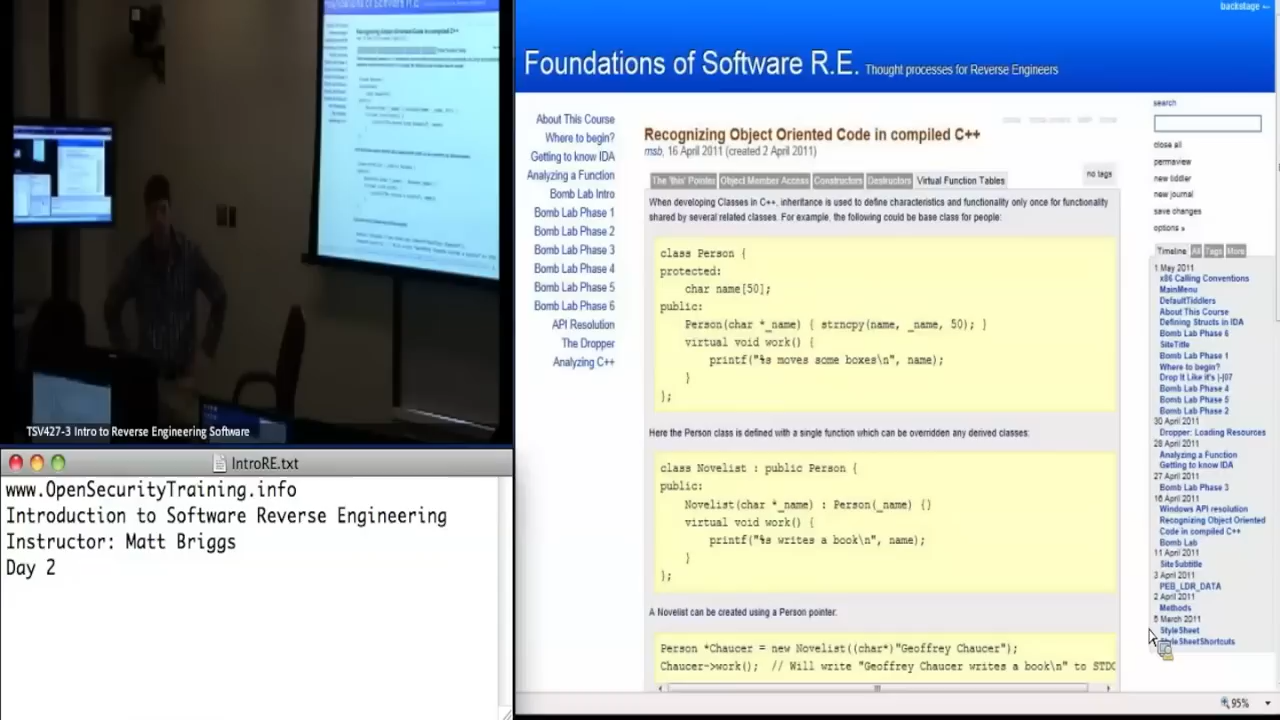 backstage
Foundations of Software R.E. Thought processes for Reverse Engineers
About This Course
Where to begin?
Getting to know IDA
Analyzing a Function
Bomb Lab Intro
Bomb Lab Phase 1
Bomb Lab Phase 2
Bomb Lab Phase 3
Bomb Lab Phase 4
Bomb Lab Phase 5
Bomb Lab Phase 6
API Resolution
The Dropper
Analyzing C++
Recognizing Object Oriented Code in compiled C++
msb, 16 April 2011 (created 2 April 2011)
The 'this' Pointer Object Member Access Constructors Destructors Virtual Function Tables
no tags
When developing Classes in C++, inheritance is used to define characteristics and functionality only once for functionality
shared by several related classes. For example, the following could be base class for people:
class Person {
protected:
char name[50];
public:
Person(char *_name) { strncpy(name, _name, 50); }
virtual void work() {
printf("%s moves some boxes\n", name);
}
};
Here the Person class is defined with a single function which can be overridden any derived classes:
class Novelist : public Person {
public:
Novelist(char *_name) : Person(_name) {}
virtual void work() {
printf("%s writes a book\n", name);
}
};
A Novelist can be created using a Person pointer:
Person *Chaucer = new Novelist((char*)"Geoffrey Chaucer");
Chaucer->work(); // Will write "Geoffrey Chaucer writes a book\n" to STDO
search
close all
permaview
new tiddler
new journal
save changes
options »
Timeline All Tags More
1 May 2011
x86 Calling Conventions
MainMenu
DefaultTiddlers
About This Course
Defining Structs in IDA
Bomb Lab Phase 6
SiteTitle
Bomb Lab Phase 1
Where to begin?
Drop It Like it's |-|07
Bomb Lab Phase 4
Bomb Lab Phase 5
Bomb Lab Phase 2
30 April 2011
Dropper: Loading Resources
28 April 2011
Analyzing a Function
Getting to know IDA
27 April 2011
Bomb Lab Phase 3
16 April 2011
Windows API resolution
Recognizing Object Oriented
Code in compiled C++
Bomb Lab
11 April 2011
SiteSubtitle
3 April 2011
PEB_LDR_DATA
2 April 2011
Methods
5 March 2011
StyleSheet
StyleSheetShortcuts
95%
TSV427-3 Intro to Reverse Engineering Software
IntroRE.txt
www.OpenSecurityTraining.info
Introduction to Software Reverse Engineering
Instructor: Matt Briggs
Day 2